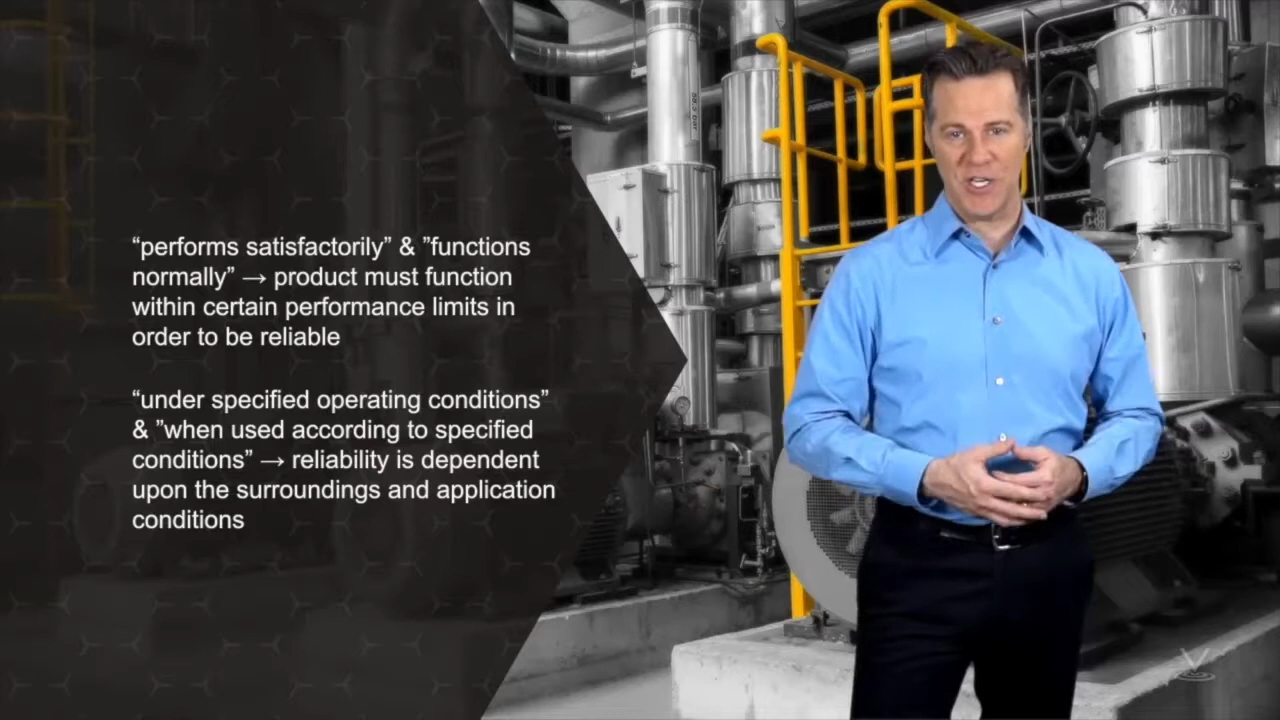 “performs satisfactorily” & ”functions
normally” → product must function
within certain performance limits in
order to be reliable
“under specified operating conditions”
& ”when used according to specified
conditions” → reliability is dependent
upon the surroundings and application
conditions